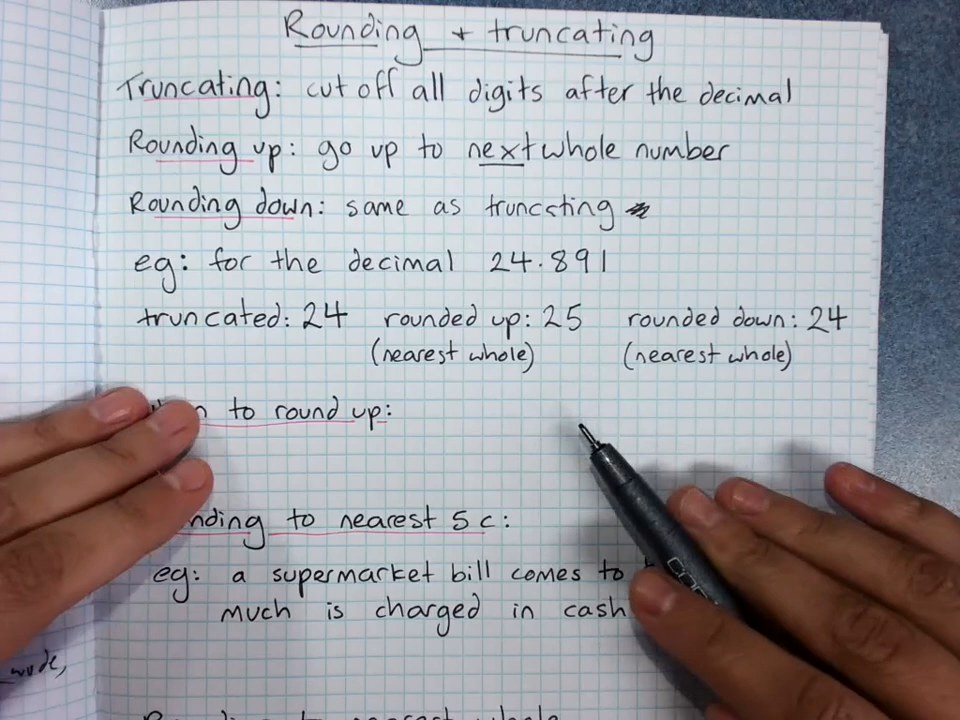 Rounding + truncating
Truncating: cut off all digits after the decimal
Rounding up: go up to next whole number
Rounding down: same as truncating
eg: for the decimal 24.891
truncated: 24 rounded up: 25 rounded down: 24
(nearest whole) (nearest whole)
to round up:
nding to nearest 5c:
eg: a supermarket bill comes to
much is charged in cash